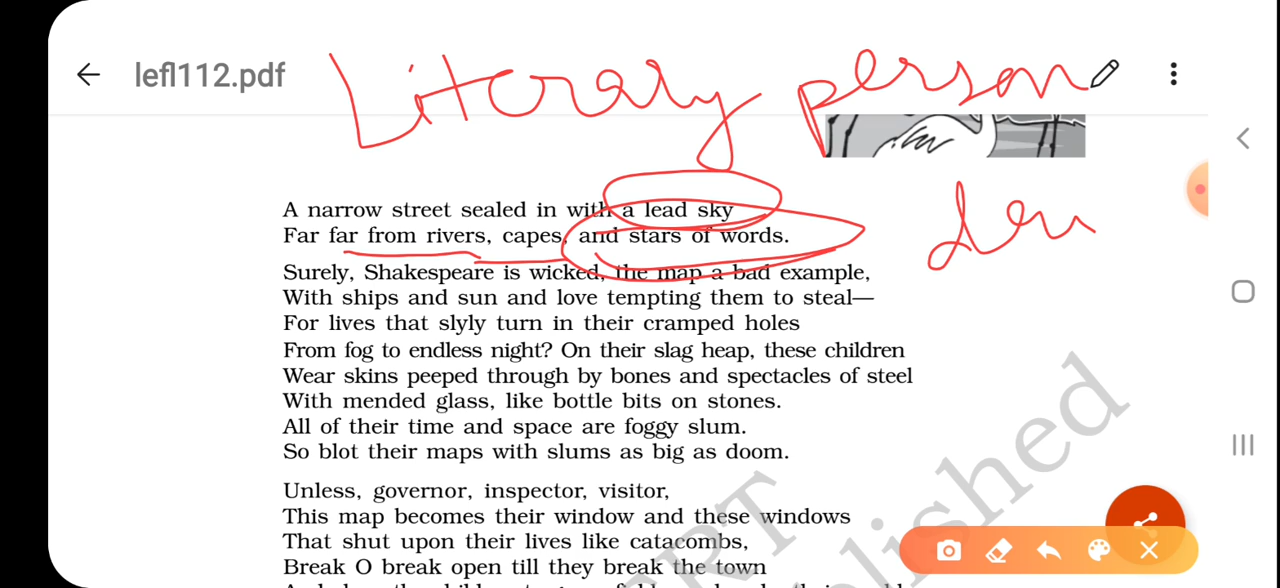 lefl112.pdf
Literary person
A narrow street sealed in with a lead sky
Far far from rivers, capes, and stars of words.
Surely, Shakespeare is wicked, the map a bad example,
With ships and sun and love tempting them to steal—
For lives that slyly turn in their cramped holes
From fog to endless night? On their slag heap, these children
Wear skins peeped through by bones and spectacles of steel
With mended glass, like bottle bits on stones.
All of their time and space are foggy slum.
So blot their maps with slums as big as doom.
Unless, governor, inspector, visitor,
This map becomes their window and these windows
That shut upon their lives like catacombs,
Break O break open till they break the town